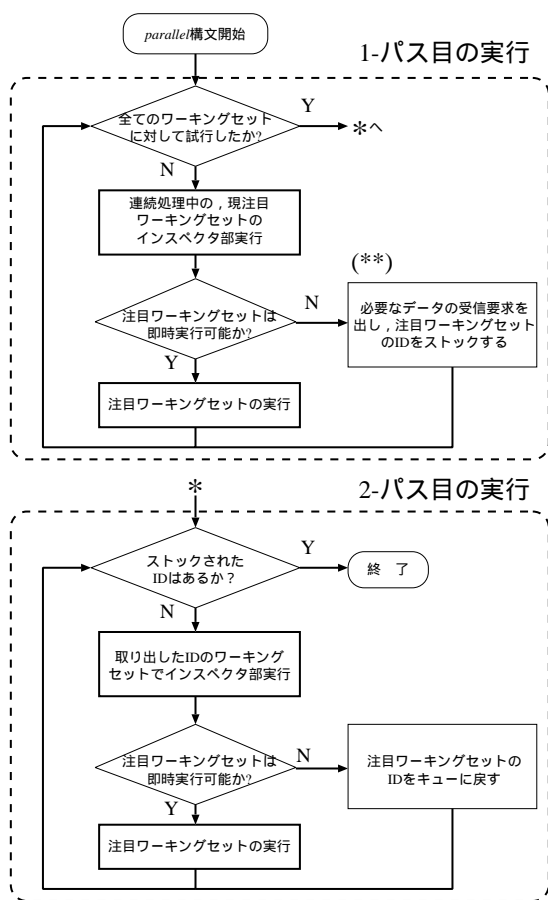 parallel構文開始
1-パス目の実行
全てのワーキングセット
に対して試行したか?
Y
*へ
N
連続処理中の，現注目
ワーキングセットの
インスペクタ部実行
(**)
注目ワーキングセットは
即時実行可能か?
N
必要なデータの受信要求を
出し，注目ワーキングセット
のIDをストックする
Y
注目ワーキングセットの実行
*
2-パス目の実行
ストックされた
IDはあるか？
Y
終　了
N
取り出したIDのワーキング
セットでインスペクタ部実行
注目ワーキングセットは
即時実行可能か?
N
注目ワーキングセットの
IDをキューに戻す
Y
注目ワーキングセットの実行